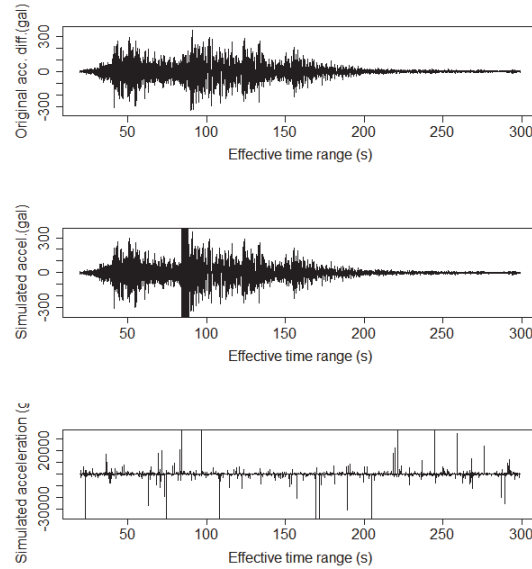 Original acc. diff.(gal)
300
0
-300
50 100 150 200 250 300
Effective time range (s)
Simulated accel.(gal)
300
0
-300
50 100 150 200 250 300
Effective time range (s)
Simulated acceleration (g
20000
-30000
50 100 150 200 250 300
Effective time range (s)